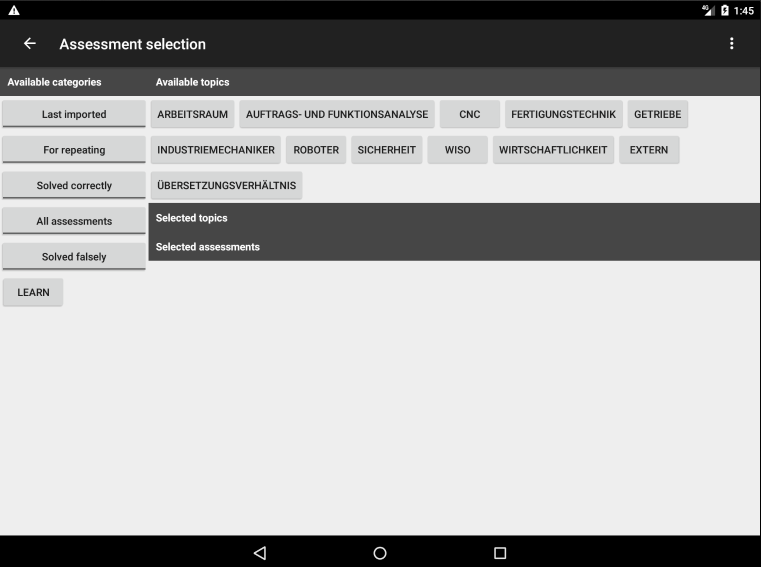 4G 1:45
Assessment selection
Available categories Available topics
Last imported ARBEITSRAUM AUFTRAGS- UND FUNKTIONSANALYSE CNC FERTIGUNGSTECHNIK GETRIEBE
For repeating INDUSTRIEMECHANIKER ROBOTER SICHERHEIT WISO WIRTSCHAFTLICHKEIT EXTERN
Solved correctly ÜBERSETZUNGSVERHÄLTNIS
All assessments Selected topics
Selected assessments
Solved falsely
LEARN